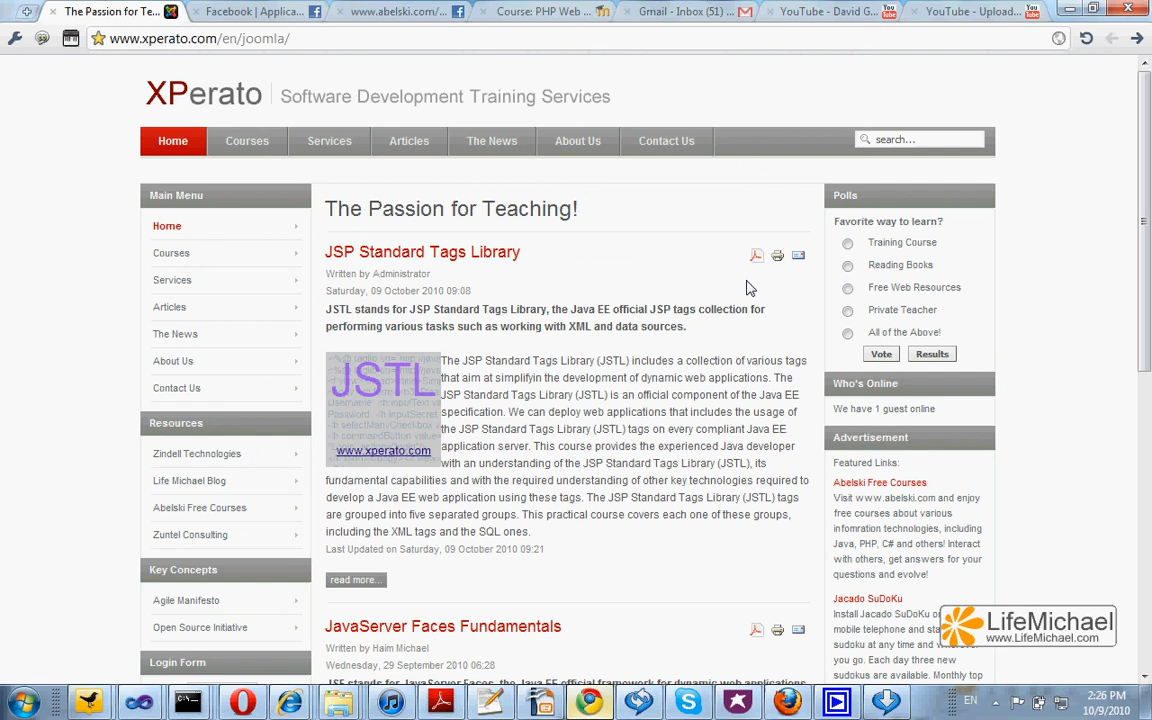 The Passion for Te...
Facebook | Applica...
www.abelski.com/...
Course: PHP Web ...
Gmail - Inbox (51) ...
YouTube - David G...
YouTube - Upload...
www.xperato.com/en/joomla/
XPerato
Software Development Training Services
Home
Courses
Services
Articles
The News
About Us
Contact Us
search...
Main Menu
Home
Courses
Services
Articles
The News
About Us
Contact Us
Resources
Zindell Technologies
Life Michael Blog
Abelski Free Courses
Zuntel Consulting
Key Concepts
Agile Manifesto
Open Source Initiative
Login Form
The Passion for Teaching!
JSP Standard Tags Library
Written by Administrator
Saturday, 09 October 2010 09:08
JSTL stands for JSP Standard Tags Library, the Java EE official JSP tags collection for
performing various tasks such as working with XML and data sources.
JSTL
www.xperato.com
The JSP Standard Tags Library (JSTL) includes a collection of various tags
that aim at simplifyin the development of dynamic web applications. The
JSP Standard Tags Library (JSTL) is an official component of the Java EE
specification. We can deploy web applications that includes the usage of
the JSP Standard Tags Library (JSTL) tags on every compliant Java EE
application server. This course provides the experienced Java developer
with an understanding of the JSP Standard Tags Library (JSTL), its
fundamental capabilities and with the required understanding of other key technologies required to
develop a Java EE web application using these tags. The JSP Standard Tags Library (JSTL) tags
are grouped into five separated groups. This practical course covers each one of these groups,
including the XML tags and the SQL ones.
Last Updated on Saturday, 09 October 2010 09:21
read more...
JavaServer Faces Fundamentals
Written by Haim Michael
Wednesday, 29 September 2010 06:28
JSF stands for JavaServer Faces, the Java EE official framework for developing dynamic web applications
Polls
Favorite way to learn?
Training Course
Reading Books
Free Web Resources
Private Teacher
All of the Above!
Vote
Results
Who's Online
We have 1 guest online
Advertisement
Featured Links:
Abelski Free Courses
Visit www.abelski.com and enjoy
free courses about various
infomration technologies, including
Java, PHP, C# and others! Interact
with others, get answers for your
questions and evolve!
Jacado SuDoKu
Install Jacado SuDoKu o
mobile telephone and sta
sudoku at any time and w
you go. Each day three new
sudokus are available. Monthly top
LifeMichael
www.LifeMichael.com
EN
2:26 PM
10/9/2010